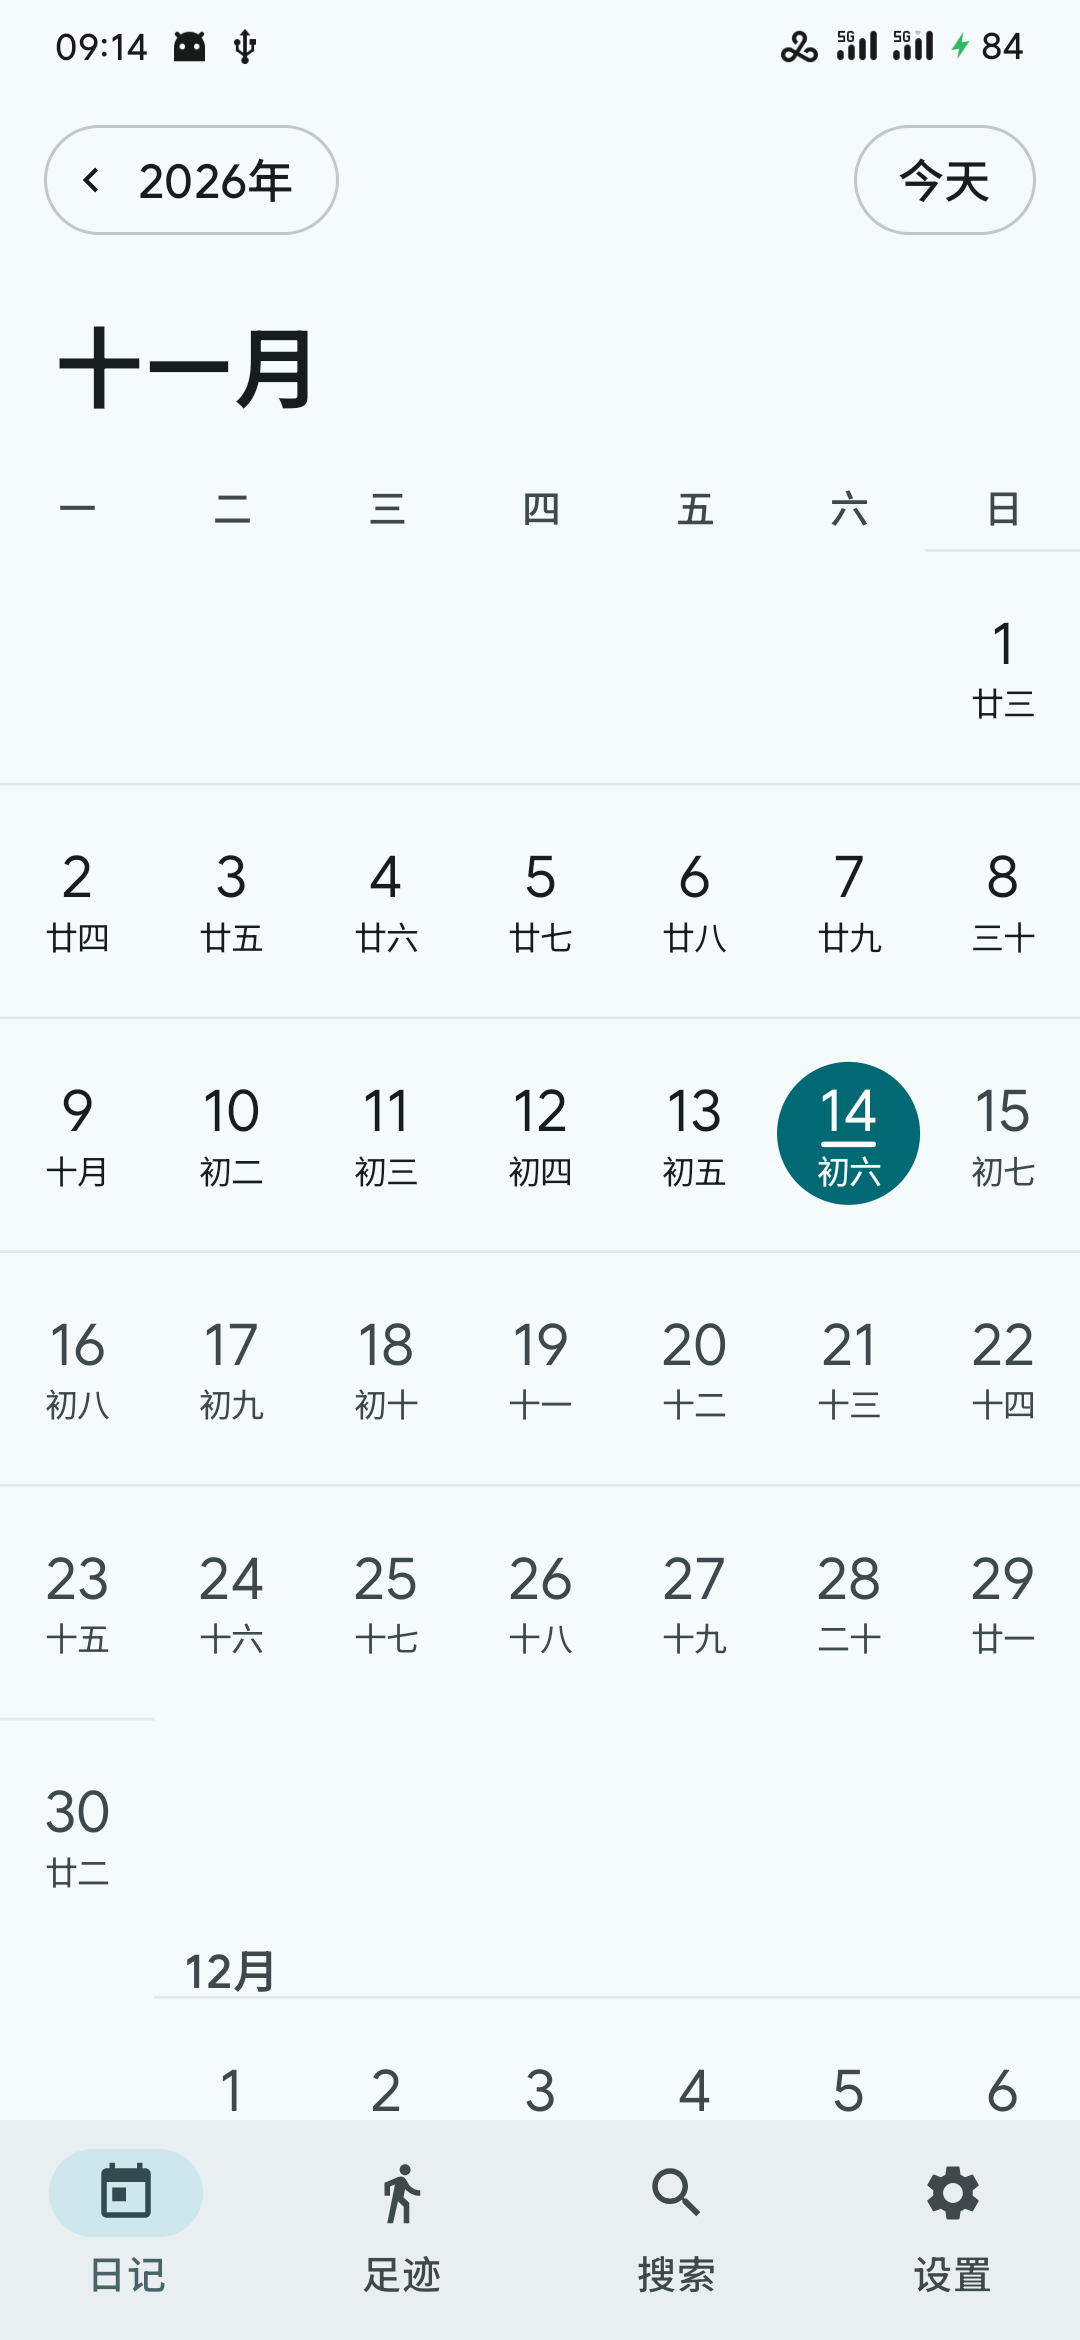 09:14 5G 5G 84
2026年 今天
十一月
一 二 三 四 五 六 日
1
廿三
2 3 4 5 6 7 8
廿四 廿五 廿六 廿七 廿八 廿九 三十
9 10 11 12 13 14 15
十月 初二 初三 初四 初五 初六 初七
16 17 18 19 20 21 22
初八 初九 初十 十一 十二 十三 十四
23 24 25 26 27 28 29
十五 十六 十七 十八 十九 二十 廿一
30
廿二
12月
1 2 3 4 5 6
日记 足迹 搜索 设置